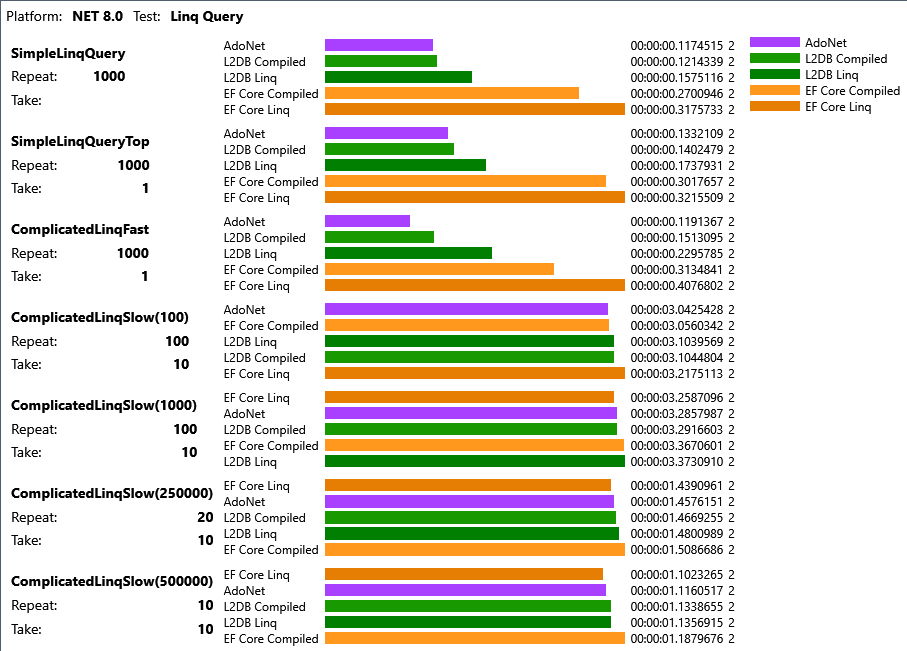 Platform: NET 8.0 Test: Linq Query
SimpleLinqQuery
Repeat: 1000
Take:
AdoNet 00:00:00.1174515 2
L2DB Compiled 00:00:00.1214339 2
L2DB Linq 00:00:00.1575116 2
EF Core Compiled 00:00:00.2700946 2
EF Core Linq 00:00:00.3175733 2
SimpleLinqQueryTop
Repeat: 1000
Take: 1
AdoNet 00:00:00.1332109 2
L2DB Compiled 00:00:00.1402479 2
L2DB Linq 00:00:00.1737931 2
EF Core Compiled 00:00:00.3017657 2
EF Core Linq 00:00:00.3215509 2
ComplicatedLinqFast
Repeat: 1000
Take: 1
AdoNet 00:00:00.1191367 2
L2DB Compiled 00:00:00.1513095 2
L2DB Linq 00:00:00.2295785 2
EF Core Compiled 00:00:00.3134841 2
EF Core Linq 00:00:00.4076802 2
ComplicatedLinqSlow(100)
Repeat: 100
Take: 10
AdoNet 00:00:03.0425428 2
EF Core Compiled 00:00:03.0560342 2
L2DB Linq 00:00:03.1039569 2
L2DB Compiled 00:00:03.1044804 2
EF Core Linq 00:00:03.2175113 2
ComplicatedLinqSlow(1000)
Repeat: 100
Take: 10
EF Core Linq 00:00:03.2587096 2
AdoNet 00:00:03.2857987 2
L2DB Compiled 00:00:03.2916603 2
EF Core Compiled 00:00:03.3670601 2
L2DB Linq 00:00:03.3730910 2
ComplicatedLinqSlow(250000)
Repeat: 20
Take: 10
EF Core Linq 00:00:01.4390961 2
AdoNet 00:00:01.4576151 2
L2DB Compiled 00:00:01.4669255 2
L2DB Linq 00:00:01.4800989 2
EF Core Compiled 00:00:01.5086686 2
ComplicatedLinqSlow(500000)
Repeat: 10
Take: 10
EF Core Linq 00:00:01.1023265 2
AdoNet 00:00:01.1160517 2
L2DB Compiled 00:00:01.1338655 2
L2DB Linq 00:00:01.1356915 2
EF Core Compiled 00:00:01.1879676 2
AdoNet
L2DB Compiled
L2DB Linq
EF Core Compiled
EF Core Linq